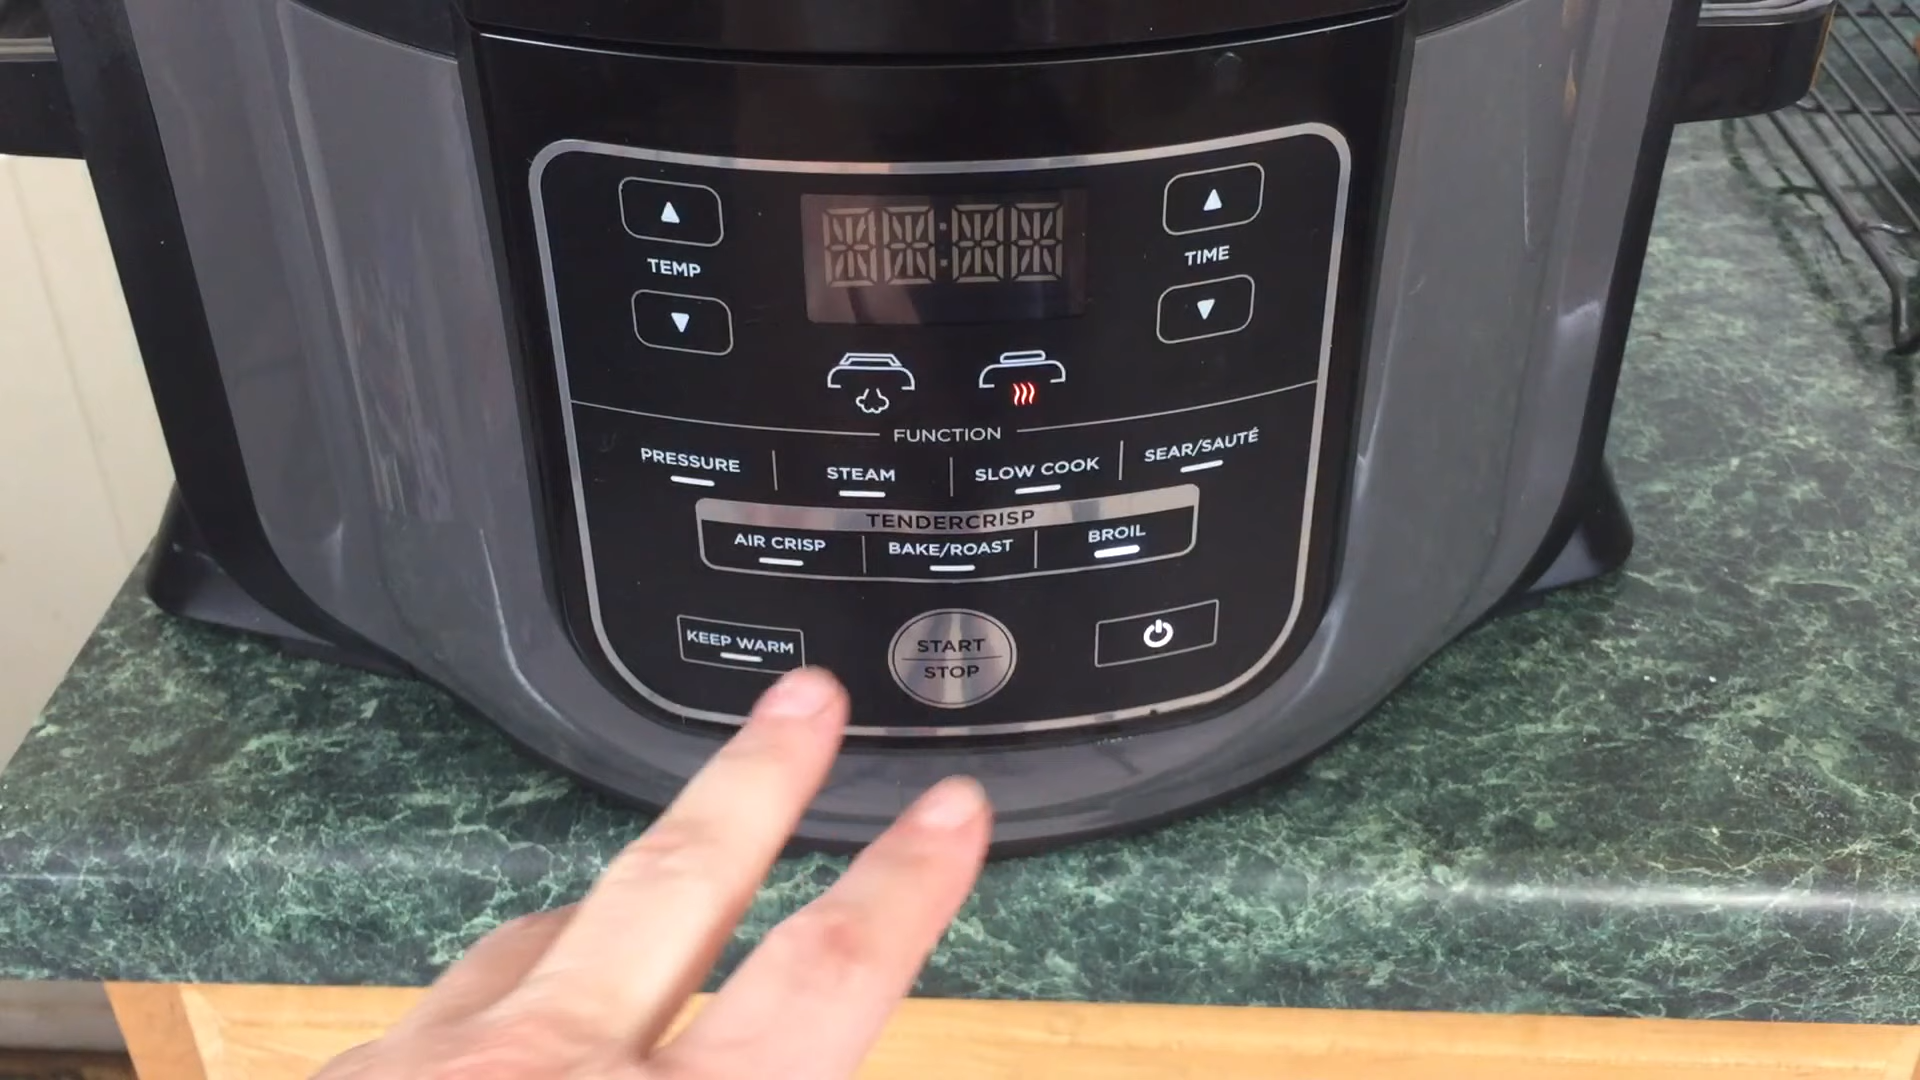 TEMP
TIME
FUNCTION
PRESSURE
STEAM
SLOW COOK
SEAR/SAUTÉ
TENDERCRISP
AIR CRISP
BAKE/ROAST
BROIL
KEEP WARM
START
STOP